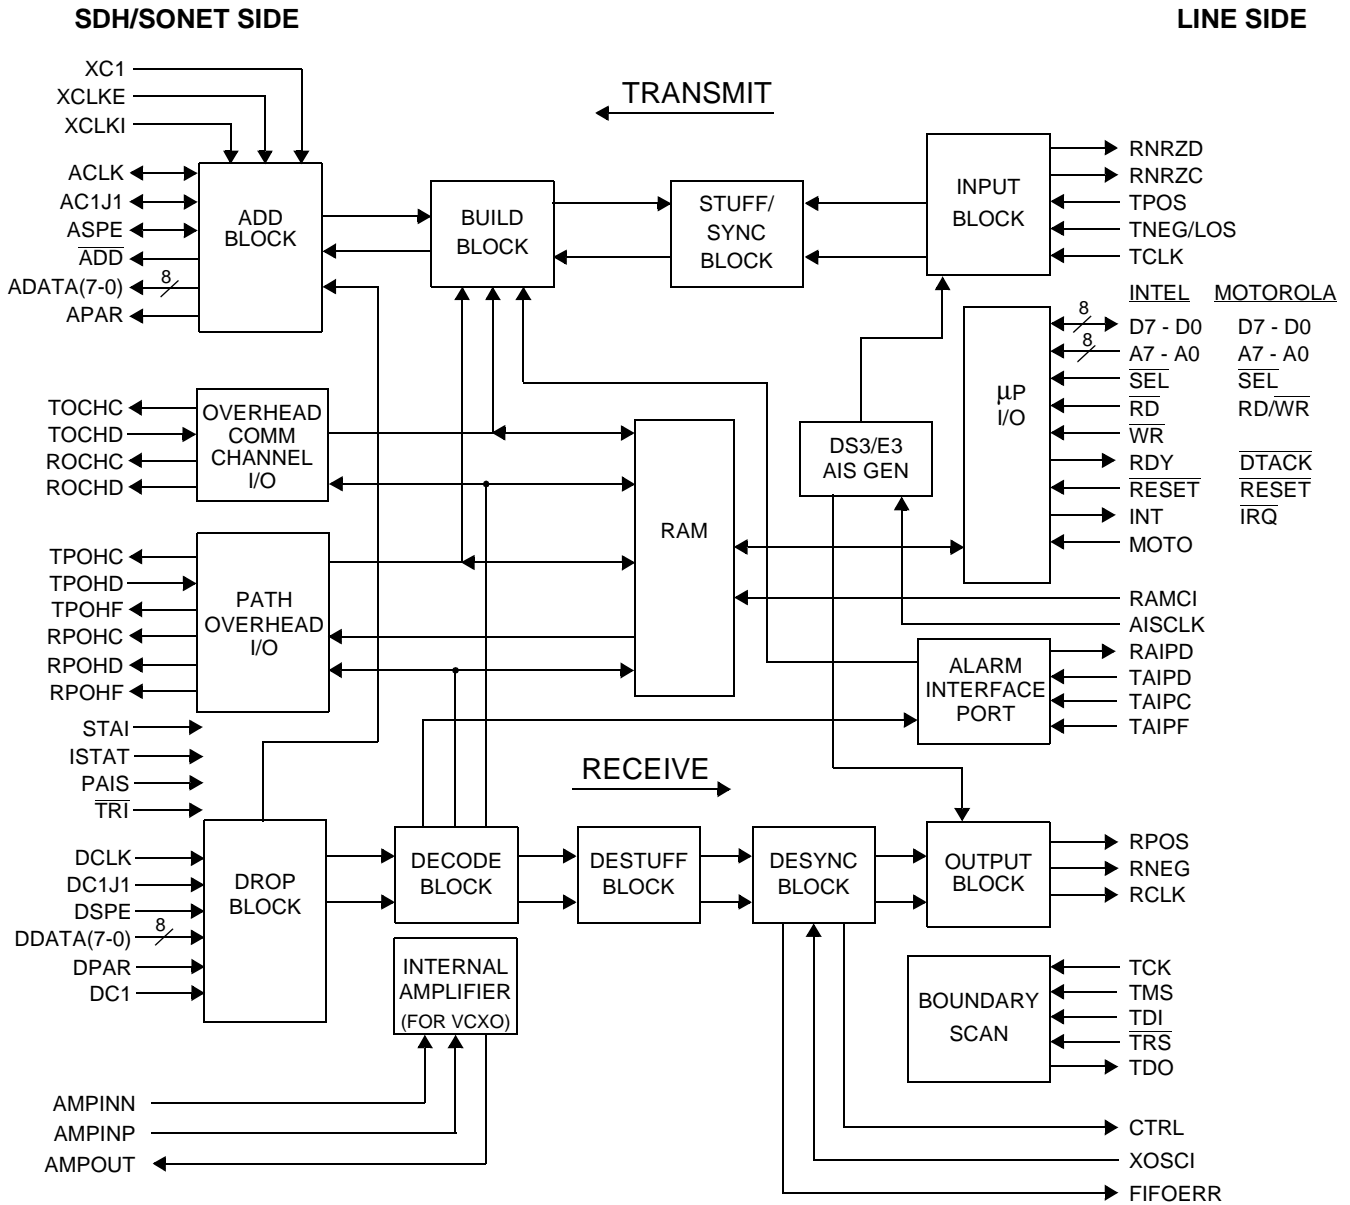 SDH/SONET SIDE
LINE SIDE
XC1
XCLKE
XCLKI
TRANSMIT
ACLK
AC1J1
ASPE
ADD
ADATA(7-0)
8
APAR
ADD
BLOCK
BUILD
BLOCK
STUFF/
SYNC
BLOCK
INPUT
BLOCK
RNRZD
RNRZC
TPOS
TNEG/LOS
TCLK
INTEL MOTOROLA
8
D7 - D0 D7 - D0
8
A7 - A0 A7 - A0
SEL SEL
RD RD/WR
WR
RDY DTACK
RESET RESET
INT IRQ
MOTO
μP
I/O
TOCHC
TOCHD
ROCHC
ROCHD
OVERHEAD
COMM
CHANNEL
I/O
DS3/E3
AIS GEN
RAM
TPOHC
TPOHD
TPOHF
RPOHC
RPOHD
RPOHF
PATH
OVERHEAD
I/O
RAMCI
AISCLK
RAIPD
TAIPD
TAIPC
TAIPF
ALARM
INTERFACE
PORT
STAI
ISTAT
PAIS
TRI
RECEIVE
DCLK
DC1J1
DSPE
DDATA(7-0)
8
DPAR
DC1
DROP
BLOCK
DECODE
BLOCK
DESTUFF
BLOCK
DESYNC
BLOCK
OUTPUT
BLOCK
RPOS
RNEG
RCLK
INTERNAL
AMPLIFIER
(FOR VCXO)
BOUNDARY
SCAN
TCK
TMS
TDI
TRS
TDO
AMPINN
AMPINP
AMPOUT
CTRL
XOSCI
FIFOERR